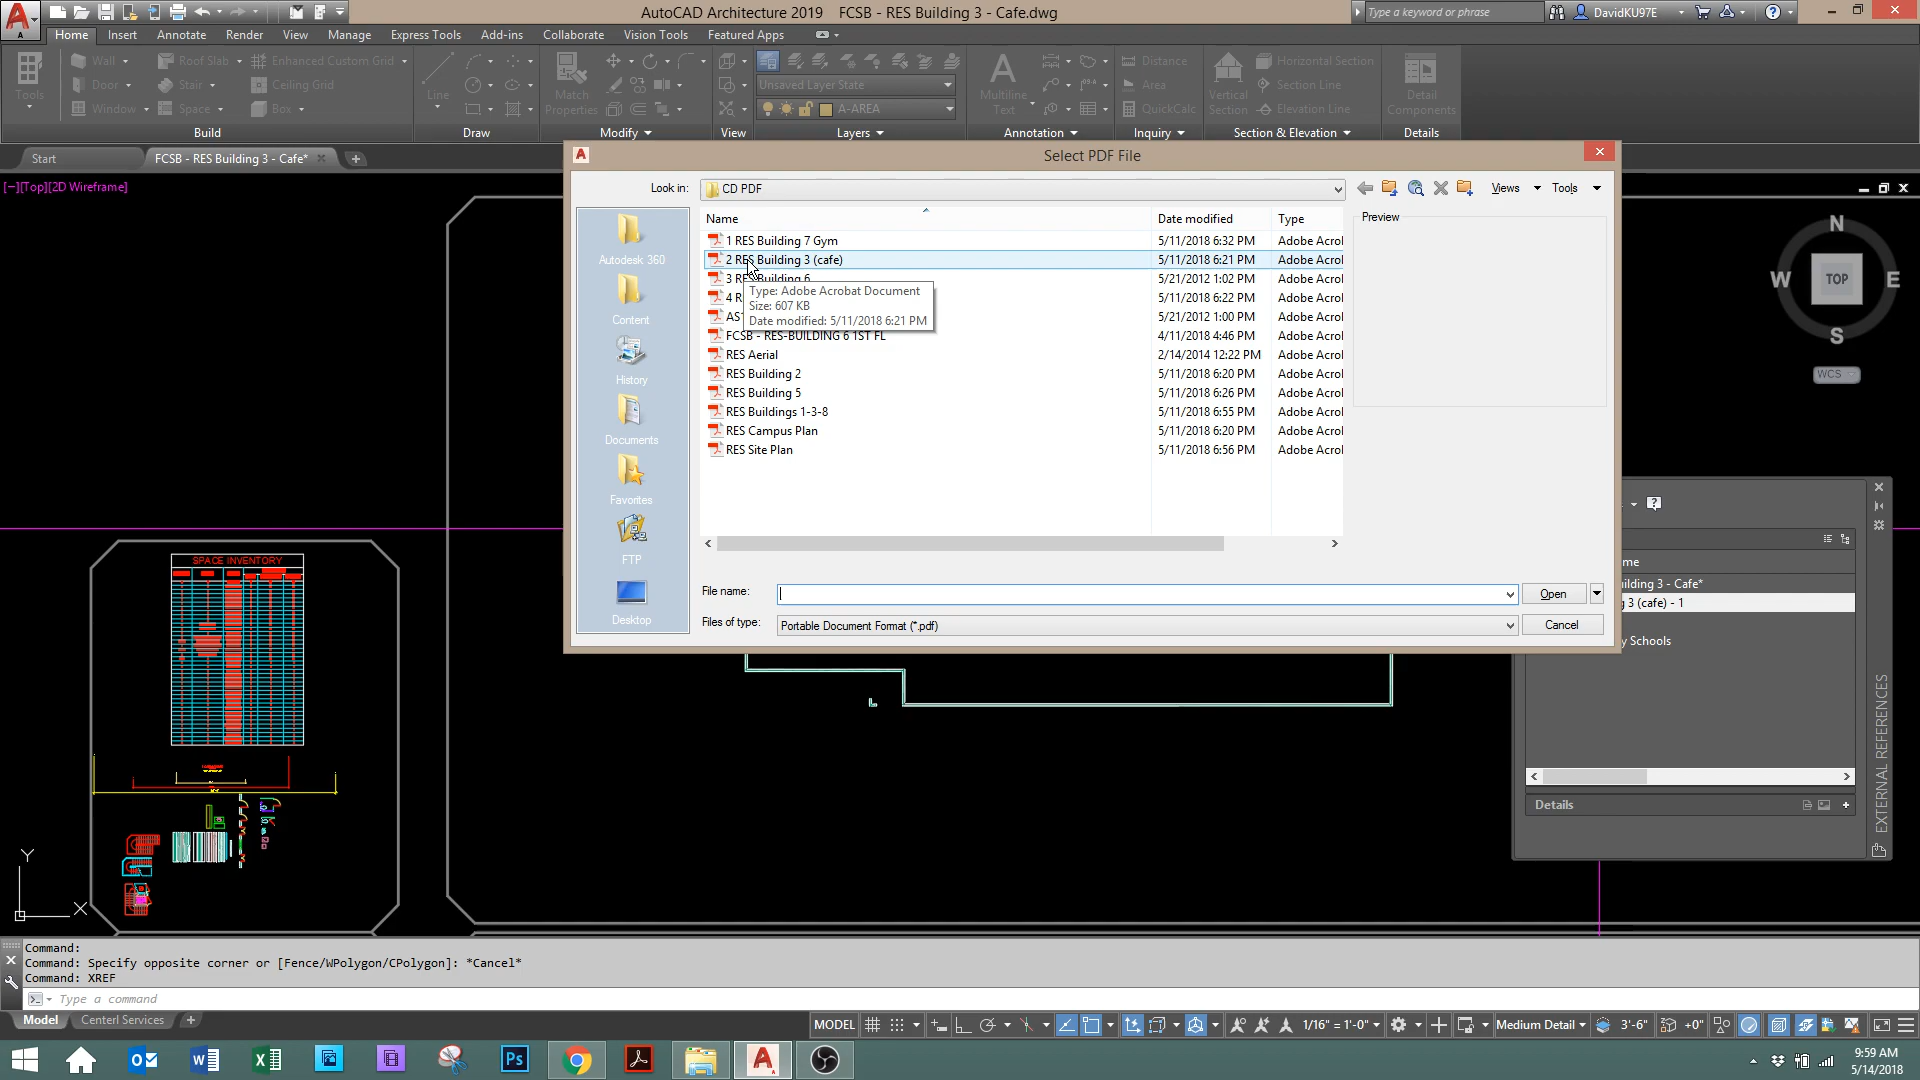 AutoCAD Architecture 2019 FCSB - RES Building 3 - Cafe.dwg
Type a keyword or phrase
DavidKU97E
Home Insert Annotate Render View Manage Express Tools Add-ins Collaborate Vision Tools Featured Apps
Tools
Wall Roof Slab Enhanced Custom Grid
Door Stair Ceiling Grid
Window Space Box
Line
Match Properties
Unsaved Layer State
A-AREA
Multiline Text
Distance
Area
QuickCalc
Vertical Section
Horizontal Section
Section Line
Elevation Line
Detail Components
Build Draw Modify View Layers Annotation Inquiry Section & Elevation Details
Start
FCSB - RES Building 3 - Cafe*
[−][Top][2D Wireframe]
Select PDF File
Look in: CD PDF
Views
Tools
Name Date modified Type
1 RES Building 7 Gym 5/11/2018 6:32 PM Adobe Acrol
2 RES Building 3 (cafe) 5/11/2018 6:21 PM Adobe Acrol
3 RES Building 6 5/21/2012 1:02 PM Adobe Acrol
4 R 5/11/2018 6:22 PM Adobe Acrol
AS 5/21/2012 1:00 PM Adobe Acrol
FCSB - RES-BUILDING 6 1ST FL 4/11/2018 4:46 PM Adobe Acrol
RES Aerial 2/14/2014 12:22 PM Adobe Acrol
RES Building 2 5/11/2018 6:20 PM Adobe Acrol
RES Building 5 5/11/2018 6:26 PM Adobe Acrol
RES Buildings 1-3-8 5/11/2018 6:55 PM Adobe Acrol
RES Campus Plan 5/11/2018 6:20 PM Adobe Acrol
RES Site Plan 5/11/2018 6:56 PM Adobe Acrol
Type: Adobe Acrobat Document
Size: 607 KB
Date modified: 5/11/2018 6:21 PM
Preview
Autodesk 360
Content
History
Documents
Favorites
FTP
Desktop
File name:
Open
Files of type: Portable Document Format (*.pdf)
Cancel
N
W TOP E
S
WCS
me
ilding 3 - Cafe*
g 3 (cafe) - 1
y Schools
Details
EXTERNAL REFERENCES
SPACE INVENTORY
Y
X
Command:
Command: Specify opposite corner or [Fence/WPolygon/CPolygon]: *Cancel*
Command: XREF
Type a command
Model
Centerl Services
MODEL
1/16" = 1'-0"
Medium Detail
3'-6"
+0"
9:59 AM
5/14/2018